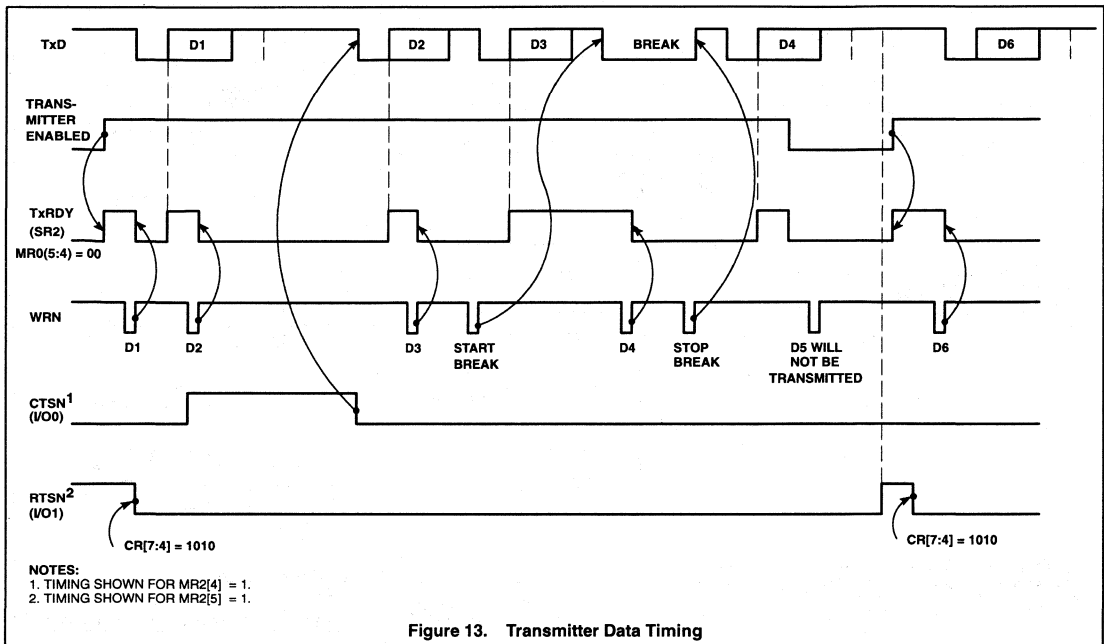 TxD D1 D2 D3 BREAK D4 D6
TRANS-
MITTER
ENABLED
TxRDY
(SR2)
MR0(5:4) = 00
WRN
D1 D2 D3 START D4 STOP D5 WILL D6
BREAK BREAK NOT BE
TRANSMITTED
CTSN1
(I/O0)
RTSN2
(I/O1)
CR[7:4] = 1010 CR[7:4] = 1010
NOTES:
1. TIMING SHOWN FOR MR2[4] = 1.
2. TIMING SHOWN FOR MR2[5] = 1.
Figure 13. Transmitter Data Timing